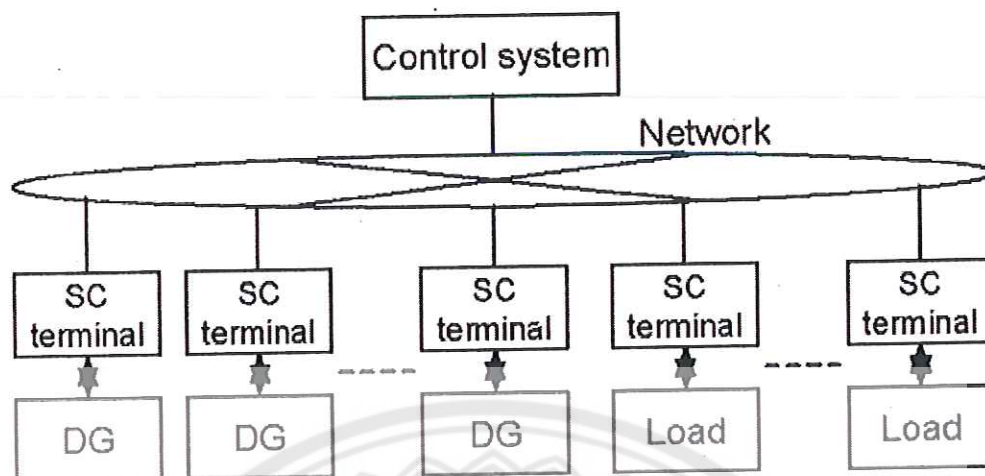 Control system
Network
SC terminal
SC terminal
SC terminal
SC terminal
SC terminal
DG
DG
DG
Load
Load